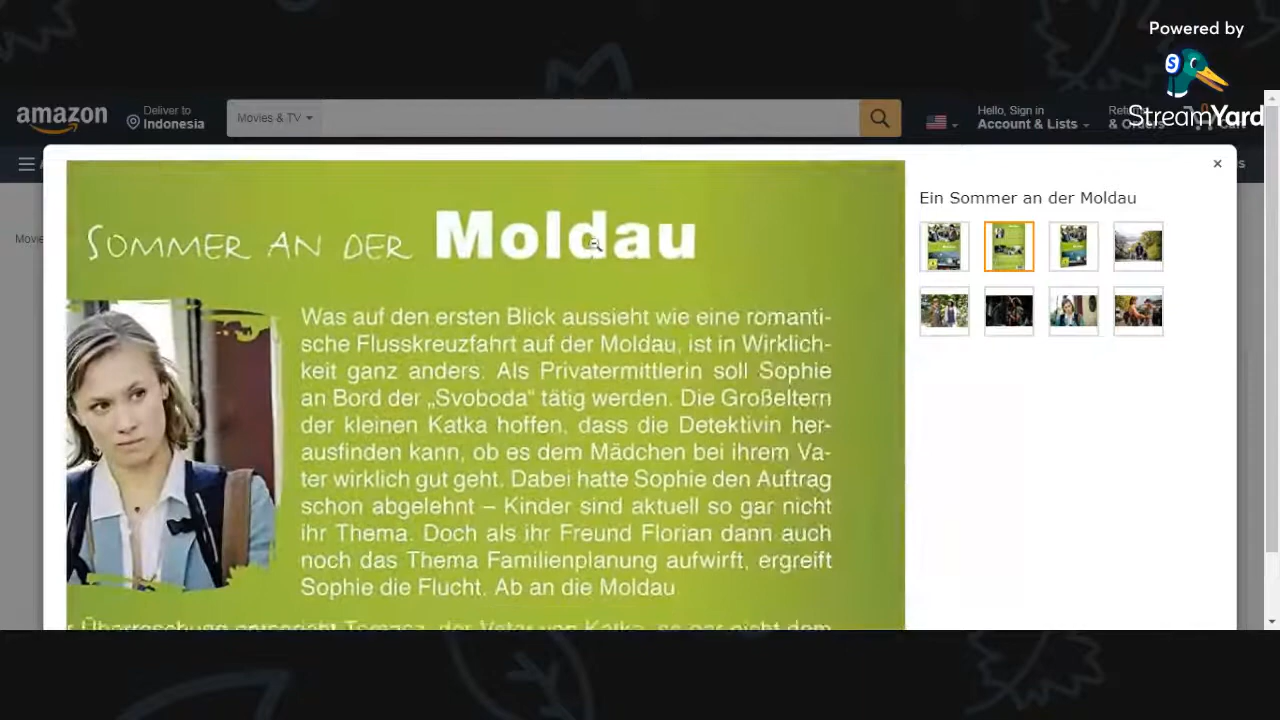 Powered by
StreamYard
amazon
Deliver to
Indonesia
Movies & TV
Hello, Sign in
Account & Lists
& Orders
Ein Sommer an der Moldau
SOMMER AN DER Moldau
Was auf den ersten Blick aussieht wie eine romanti-
sche Flusskreuzfahrt auf der Moldau, ist in Wirklich-
keit ganz anders: Als Privatermittlerin soll Sophie
an Bord der „Svoboda“ tätig werden. Die Großeltern
der kleinen Katka hoffen, dass die Detektivin her-
ausfinden kann, ob es dem Mädchen bei ihrem Va-
ter wirklich gut geht. Dabei hatte Sophie den Auftrag
schon abgelehnt – Kinder sind aktuell so gar nicht
ihr Thema. Doch als ihr Freund Florian dann auch
noch das Thema Familienplanung aufwirft, ergreift
Sophie die Flucht. Ab an die Moldau